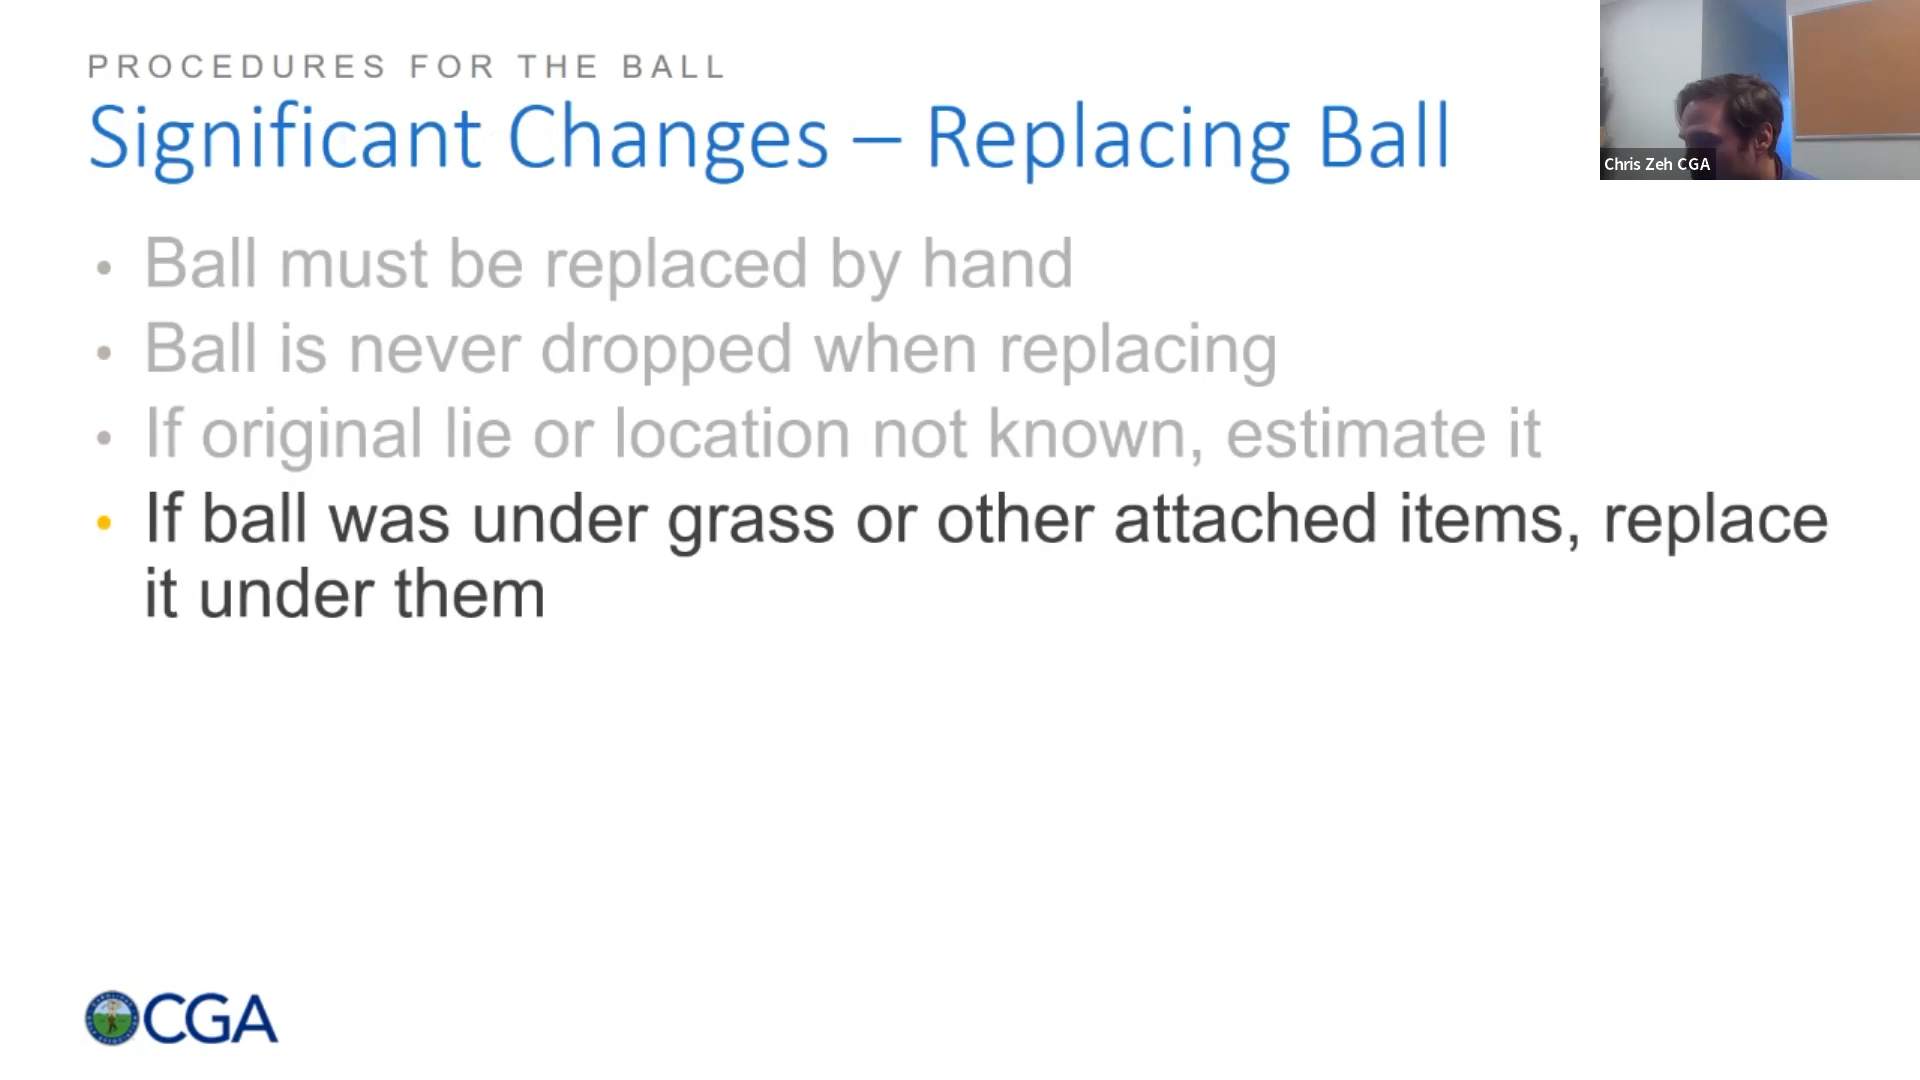 PROCEDURES FOR THE BALL
Significant Changes – Replacing Ball
Chris Zeh CGA
• Ball must be replaced by hand
• Ball is never dropped when replacing
• If original lie or location not known, estimate it
• If ball was under grass or other attached items, replace
it under them
CGA